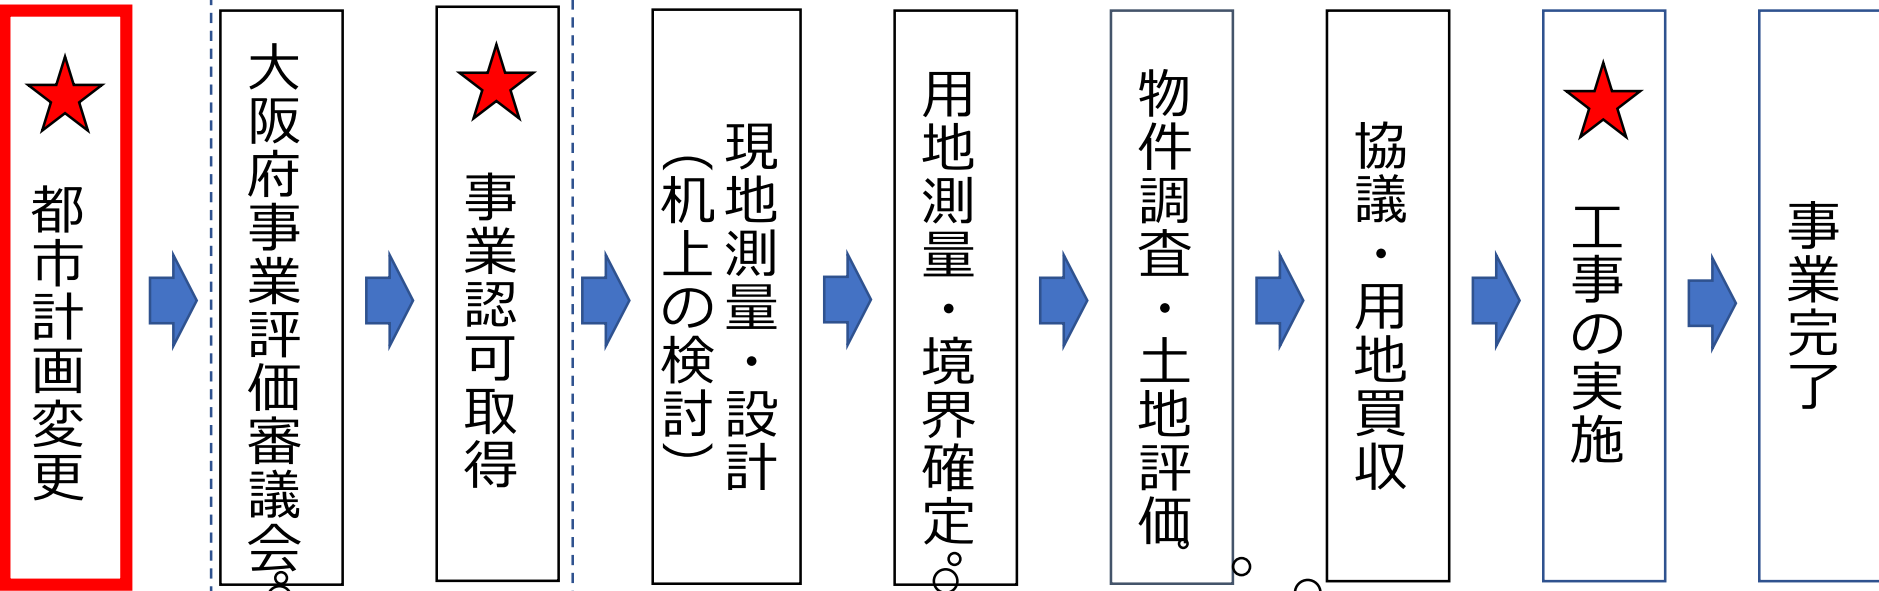 ★ 都市計画変更
大阪府事業評価審議会
★ 事業認可取得
現地測量・設計
(机上の検討)
用地測量・境界確定
物件調査・土地評価
協議・用地買収
★ 工事の実施
事業完了